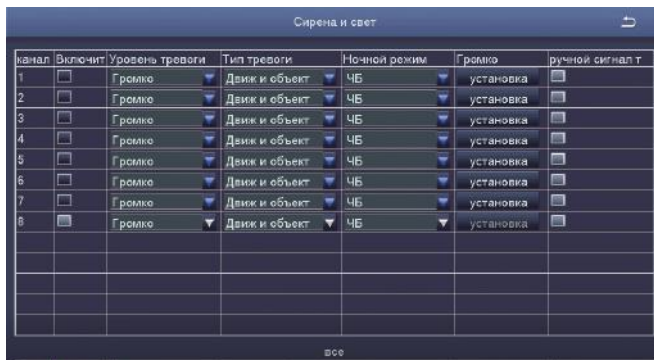 Сирена и свет
канал Включит Уровень тревоги Тип тревоги Ночной режим Громко ручной сигнал т
1 Громко Движ и объект ЧБ установка
2 Громко Движ и объект ЧБ установка
3 Громко Движ и объект ЧБ установка
4 Громко Движ и объект ЧБ установка
5 Громко Движ и объект ЧБ установка
6 Громко Движ и объект ЧБ установка
7 Громко Движ и объект ЧБ установка
8 Громко Движ и объект ЧБ установка
все